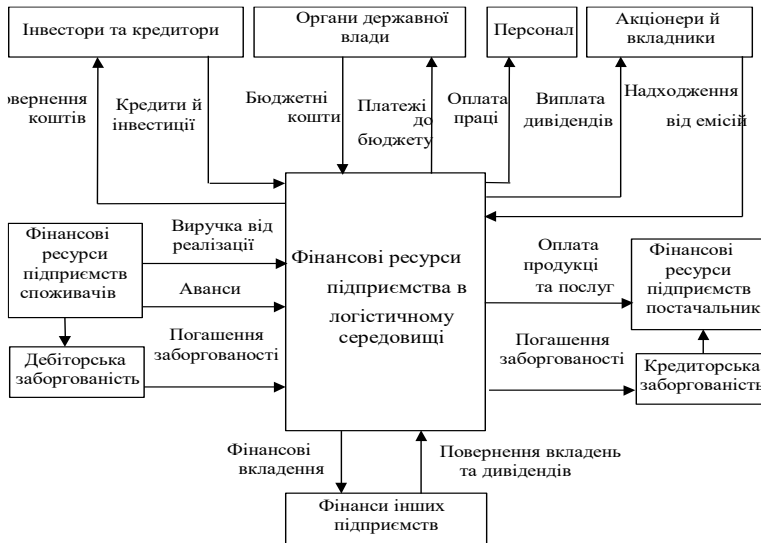 Інвестори та кредитори
Органи державної
влади
Персонал
Акціонери й
вкладники
овернення
коштів
Кредити й
інвестиції
Бюджетні
кошти
Платежі
до
бюджету
Оплата
праці
Виплата
дивідендів
Надходження
від емісій
Фінансові
ресурси
підприємств
споживачів
Виручка від
реалізації
Аванси
Фінансові ресурси
підприємства в
логістичному
середовищі
Оплата
продукці
та послуг
Фінансові
ресурси
підприємств
постачальник
Дебіторська
заборгованість
Погашення
заборгованості
Погашення
заборгованості
Кредиторська
заборгованість
Фінансові
вкладення
Повернення вкладень
та дивідендів
Фінанси інших
підприємств